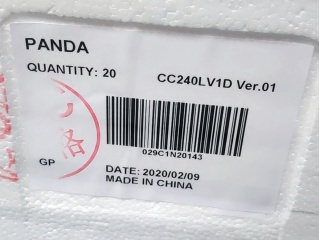 PANDA
QUANTITY: 20 CC240LV1D Ver.01
029C1N20143
GP
DATE: 2020/02/09
MADE IN CHINA